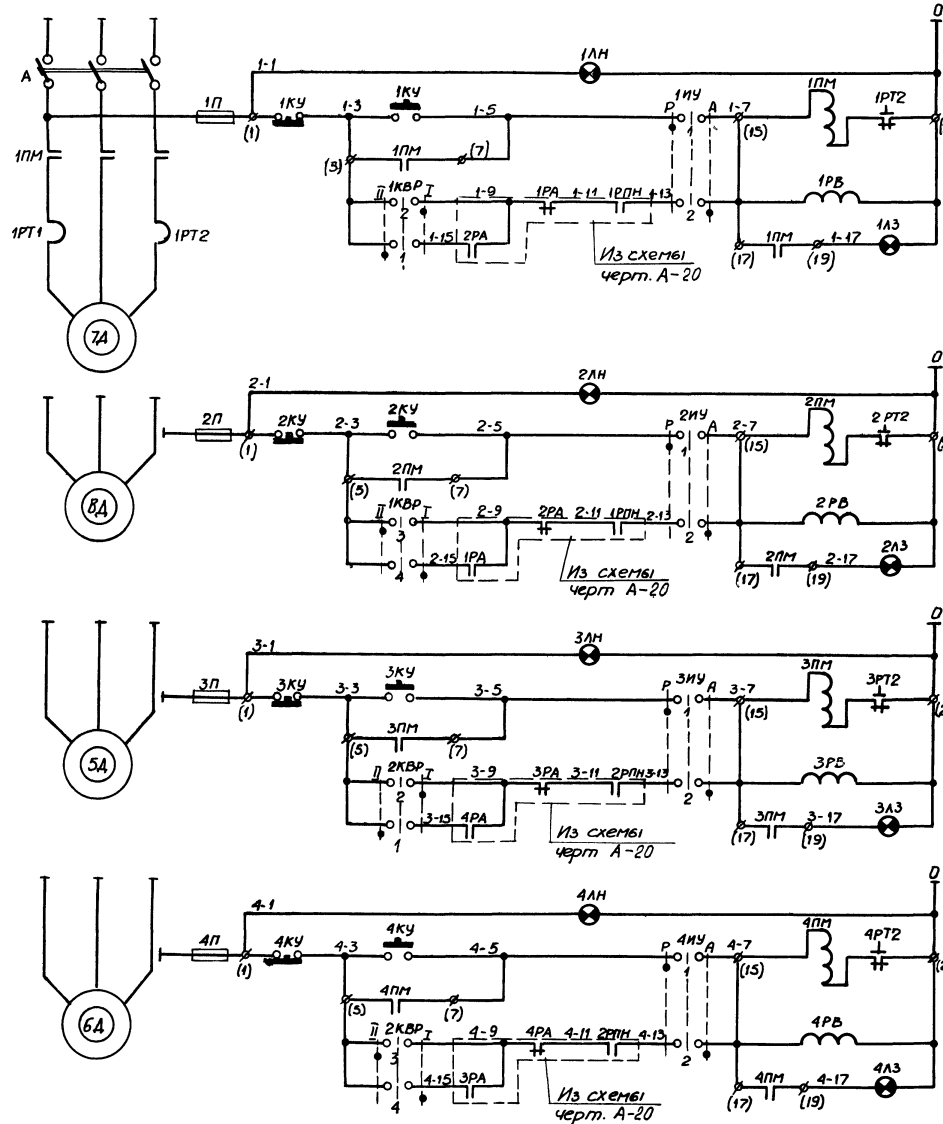 O
А
1-1
1ЛН
1П
(1)
1КУ
1-3
1КУ
1-5
Р
1ИУ
А
1-7
1ПМ
1РТ2
1
(15)
1ПМ
(3)
1ПМ
(7)
1РТ1
1РТ2
II
1КВР
I
1-9
1РА
1-11
1РПН
1-13
1РВ
2
2
1-15
2РА
1
Из схемы
черт. А-20
(17)
1ПМ
1-17
(19)
1ЛЗ
7Д
O
2-1
2ЛН
2П
(1)
2КУ
2-3
2КУ
2-5
Р
2ИУ
А
2-7
2ПМ
2РТ2
1
(15)
(5)
2ПМ
(7)
8Д
II
1КВР
I
2-9
2РА
2-11
1РПН
2-13
2РВ
3
2
2-15
1РА
4
Из схемы
черт А-20
(17)
2ПМ
2-17
(19)
2ЛЗ
O
3-1
3ЛН
3П
(1)
3КУ
3-3
3КУ
3-5
Р
3ИУ
А
3-7
3ПМ
3РТ2
1
(15)
(5)
3ПМ
(7)
5Д
II
2КВР
I
3-9
3РА
3-11
2РПН
3-13
3РВ
2
2
3-15
4РА
1
Из схемы
черт А-20
(17)
3ПМ
3-17
(19)
3ЛЗ
O
4-1
4ЛН
4П
(1)
4КУ
4-3
4КУ
4-5
Р
4ИУ
А
4-7
4ПМ
4РТ2
1
(15)
(5)
4ПМ
(7)
6Д
II
2КВР
I
4-9
4РА
4-11
2РПН
4-13
4РВ
3
2
4-15
3РА
4
Из схемы
черт. А-20
(17)
4ПМ
4-17
(19)
4ЛЗ